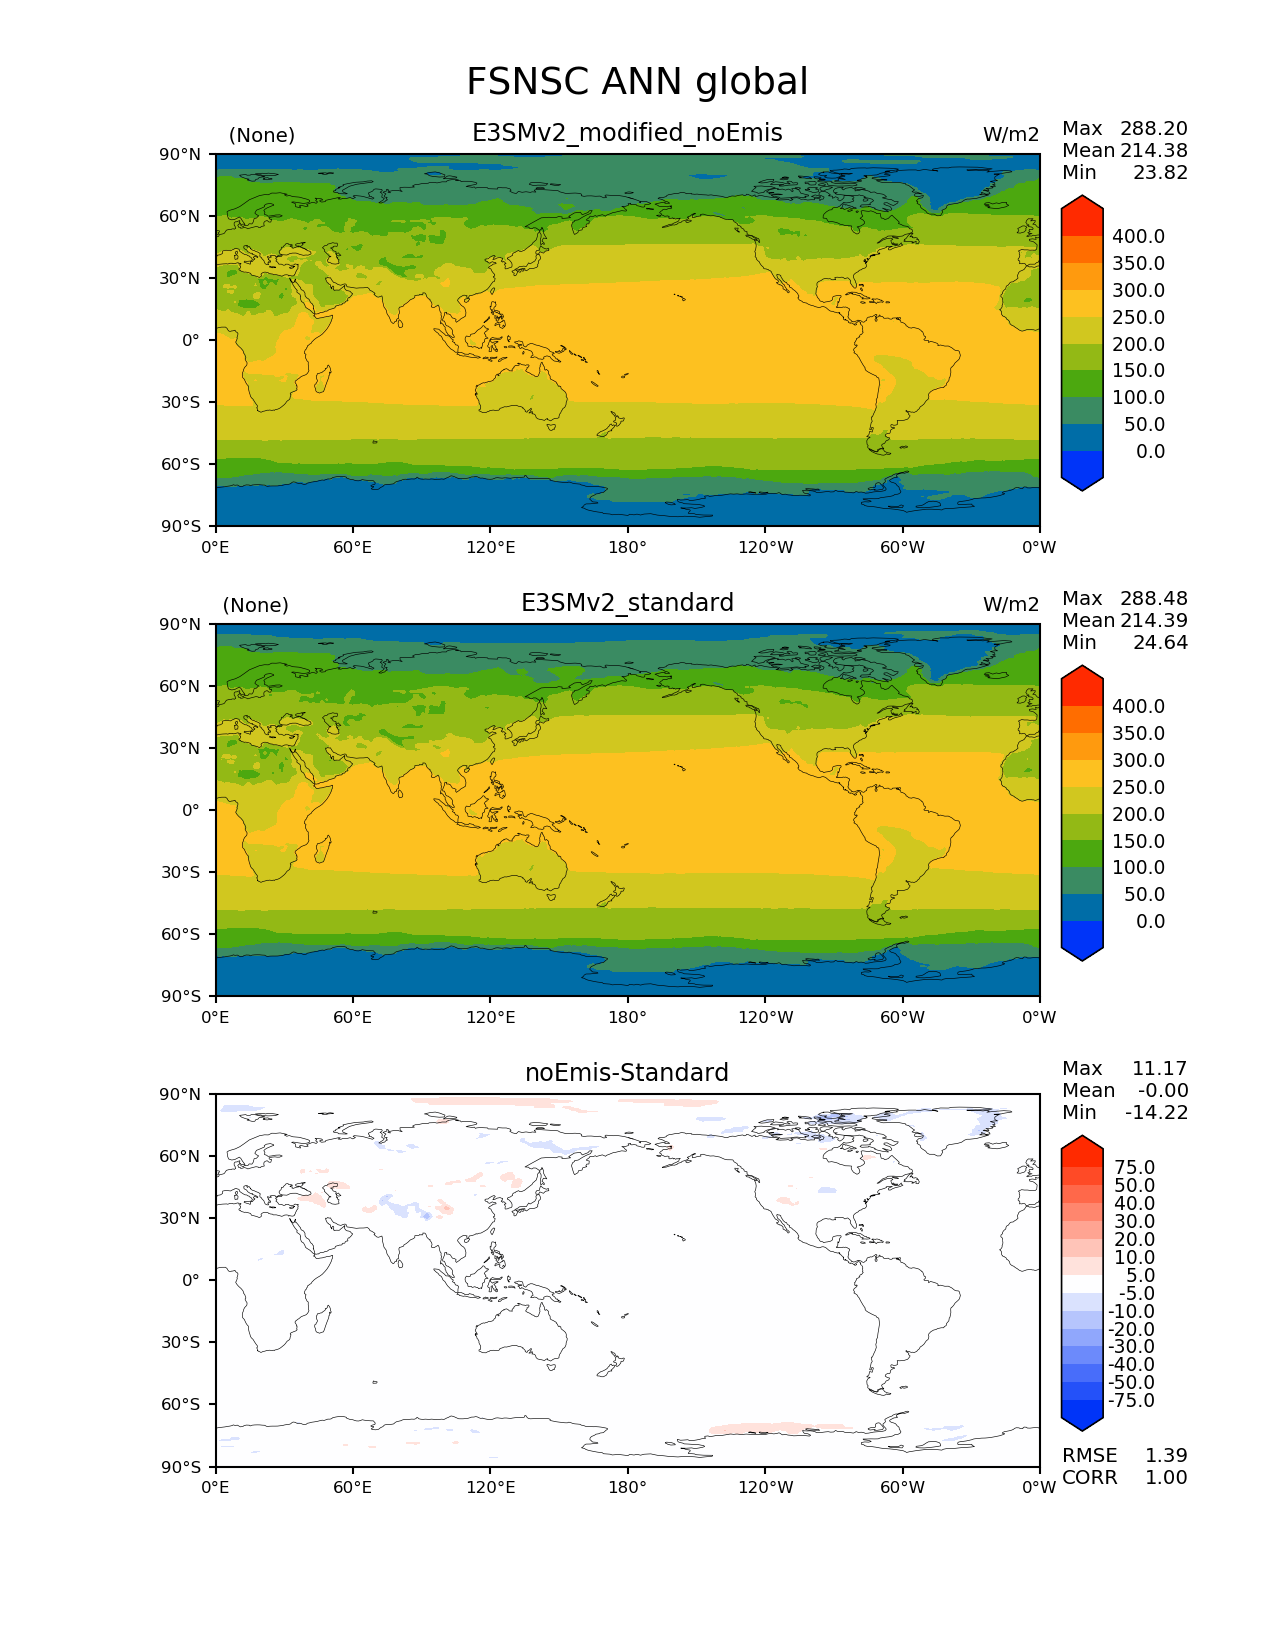 FSNSC ANN global
(None) E3SMv2_modified_noEmis W/m2
Max 288.20
Mean 214.38
Min 23.82
90°N
60°N
30°N
0°
30°S
60°S
90°S
0°E 60°E 120°E 180° 120°W 60°W 0°W
400.0
350.0
300.0
250.0
200.0
150.0
100.0
50.0
0.0
(None) E3SMv2_standard W/m2
Max 288.48
Mean 214.39
Min 24.64
90°N
60°N
30°N
0°
30°S
60°S
90°S
0°E 60°E 120°E 180° 120°W 60°W 0°W
400.0
350.0
300.0
250.0
200.0
150.0
100.0
50.0
0.0
noEmis-Standard
Max 11.17
Mean -0.00
Min -14.22
90°N
60°N
30°N
0°
30°S
60°S
90°S
0°E 60°E 120°E 180° 120°W 60°W 0°W
75.0
50.0
40.0
30.0
20.0
10.0
5.0
-5.0
-10.0
-20.0
-30.0
-40.0
-50.0
-75.0
RMSE 1.39
CORR 1.00